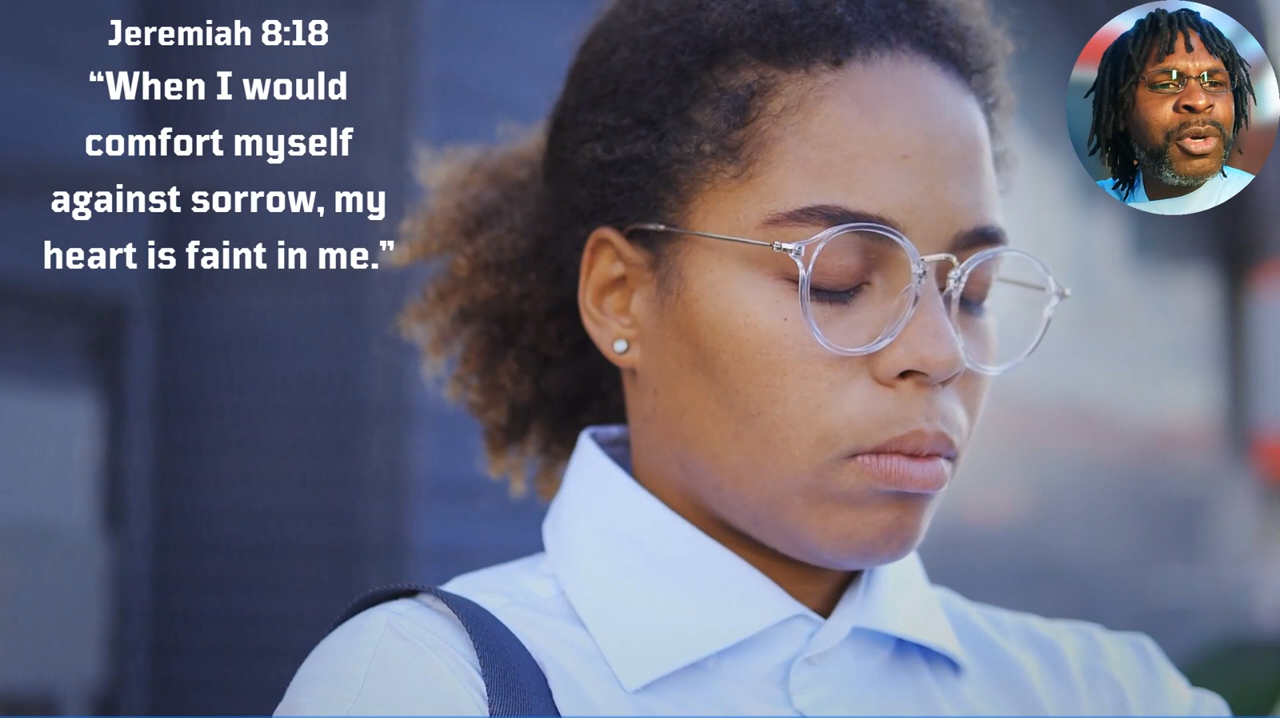 Jeremiah 8:18
“When I would
comfort myself
against sorrow, my
heart is faint in me.”